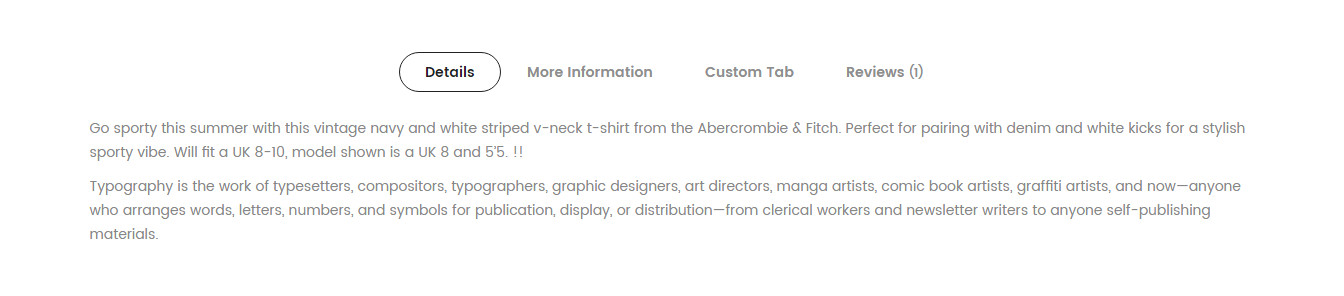 Details More Information Custom Tab Reviews (1)
Go sporty this summer with this vintage navy and white striped v-neck t-shirt from the Abercrombie & Fitch. Perfect for pairing with denim and white kicks for a stylish
sporty vibe. Will fit a UK 8-10, model shown is a UK 8 and 5'5. !!
Typography is the work of typesetters, compositors, typographers, graphic designers, art directors, manga artists, comic book artists, graffiti artists, and now—anyone
who arranges words, letters, numbers, and symbols for publication, display, or distribution—from clerical workers and newsletter writers to anyone self-publishing
materials.